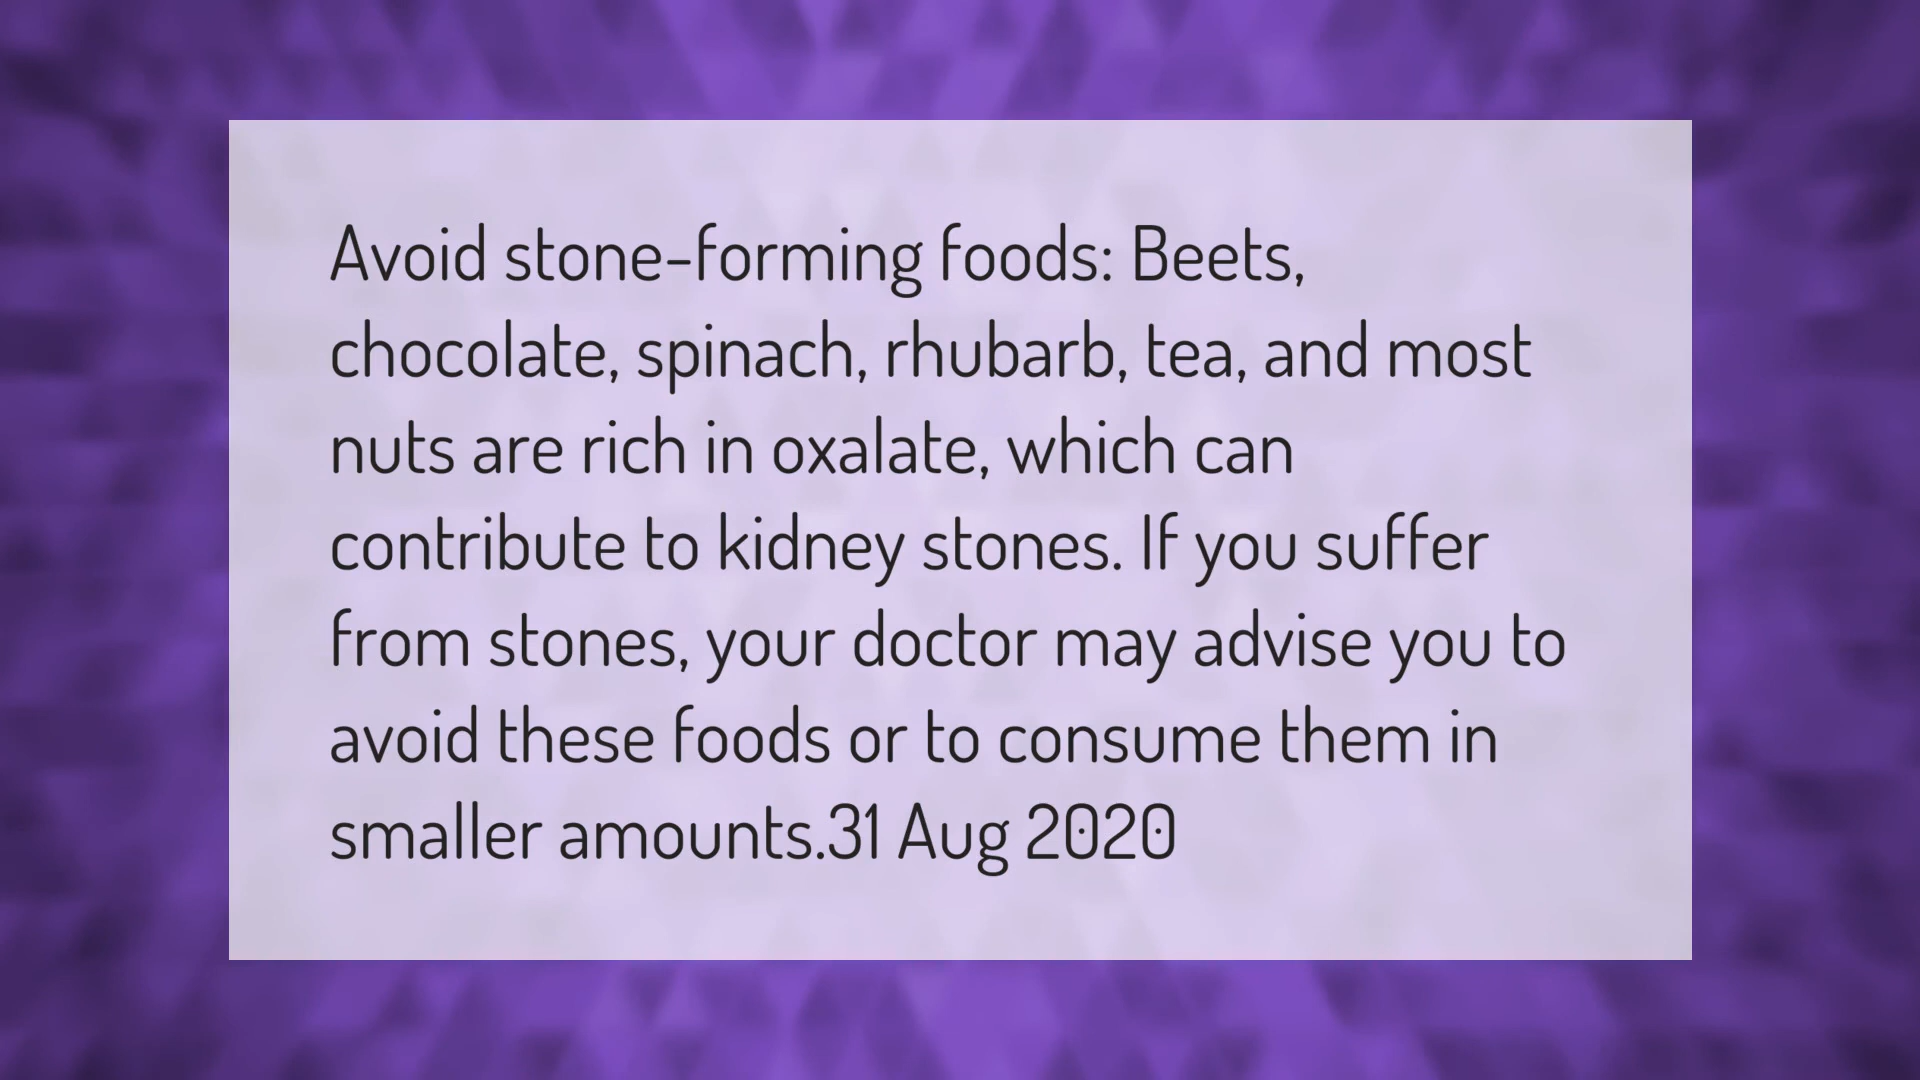 Avoid stone-forming foods: Beets,
chocolate, spinach, rhubarb, tea, and most
nuts are rich in oxalate, which can
contribute to kidney stones. If you suffer
from stones, your doctor may advise you to
avoid these foods or to consume them in
smaller amounts.31 Aug 2020